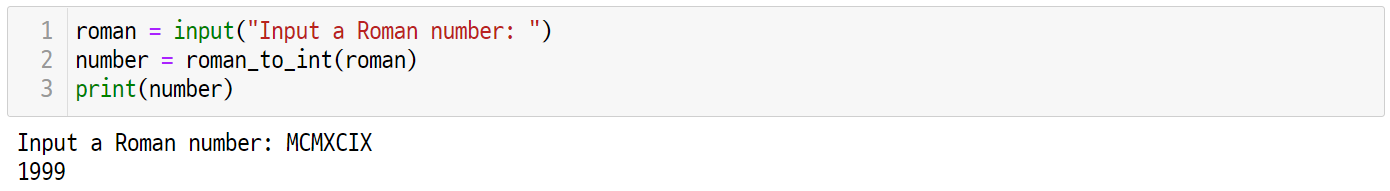 1 roman = input("Input a Roman number: ")
2 number = roman_to_int(roman)
3 print(number)
Input a Roman number: MCMXCIX
1999